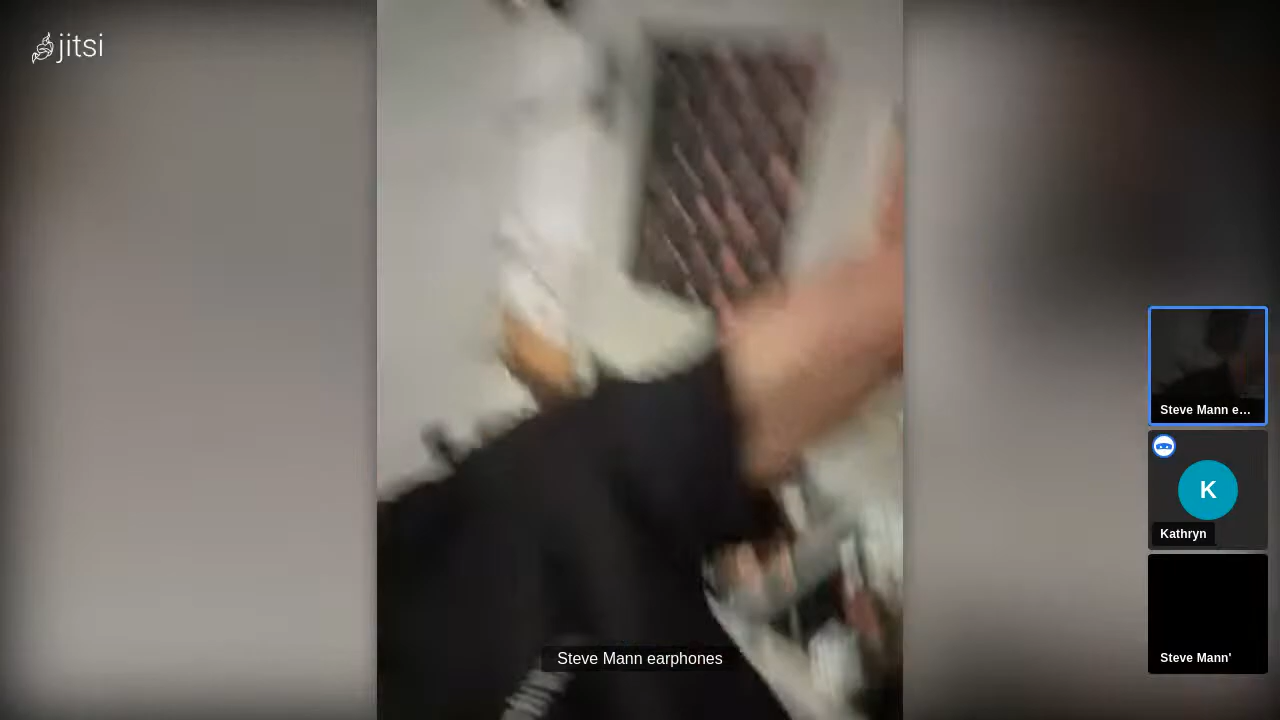 jitsi
Steve Mann e...
K
Kathryn
Steve Mann earphones
Steve Mann'